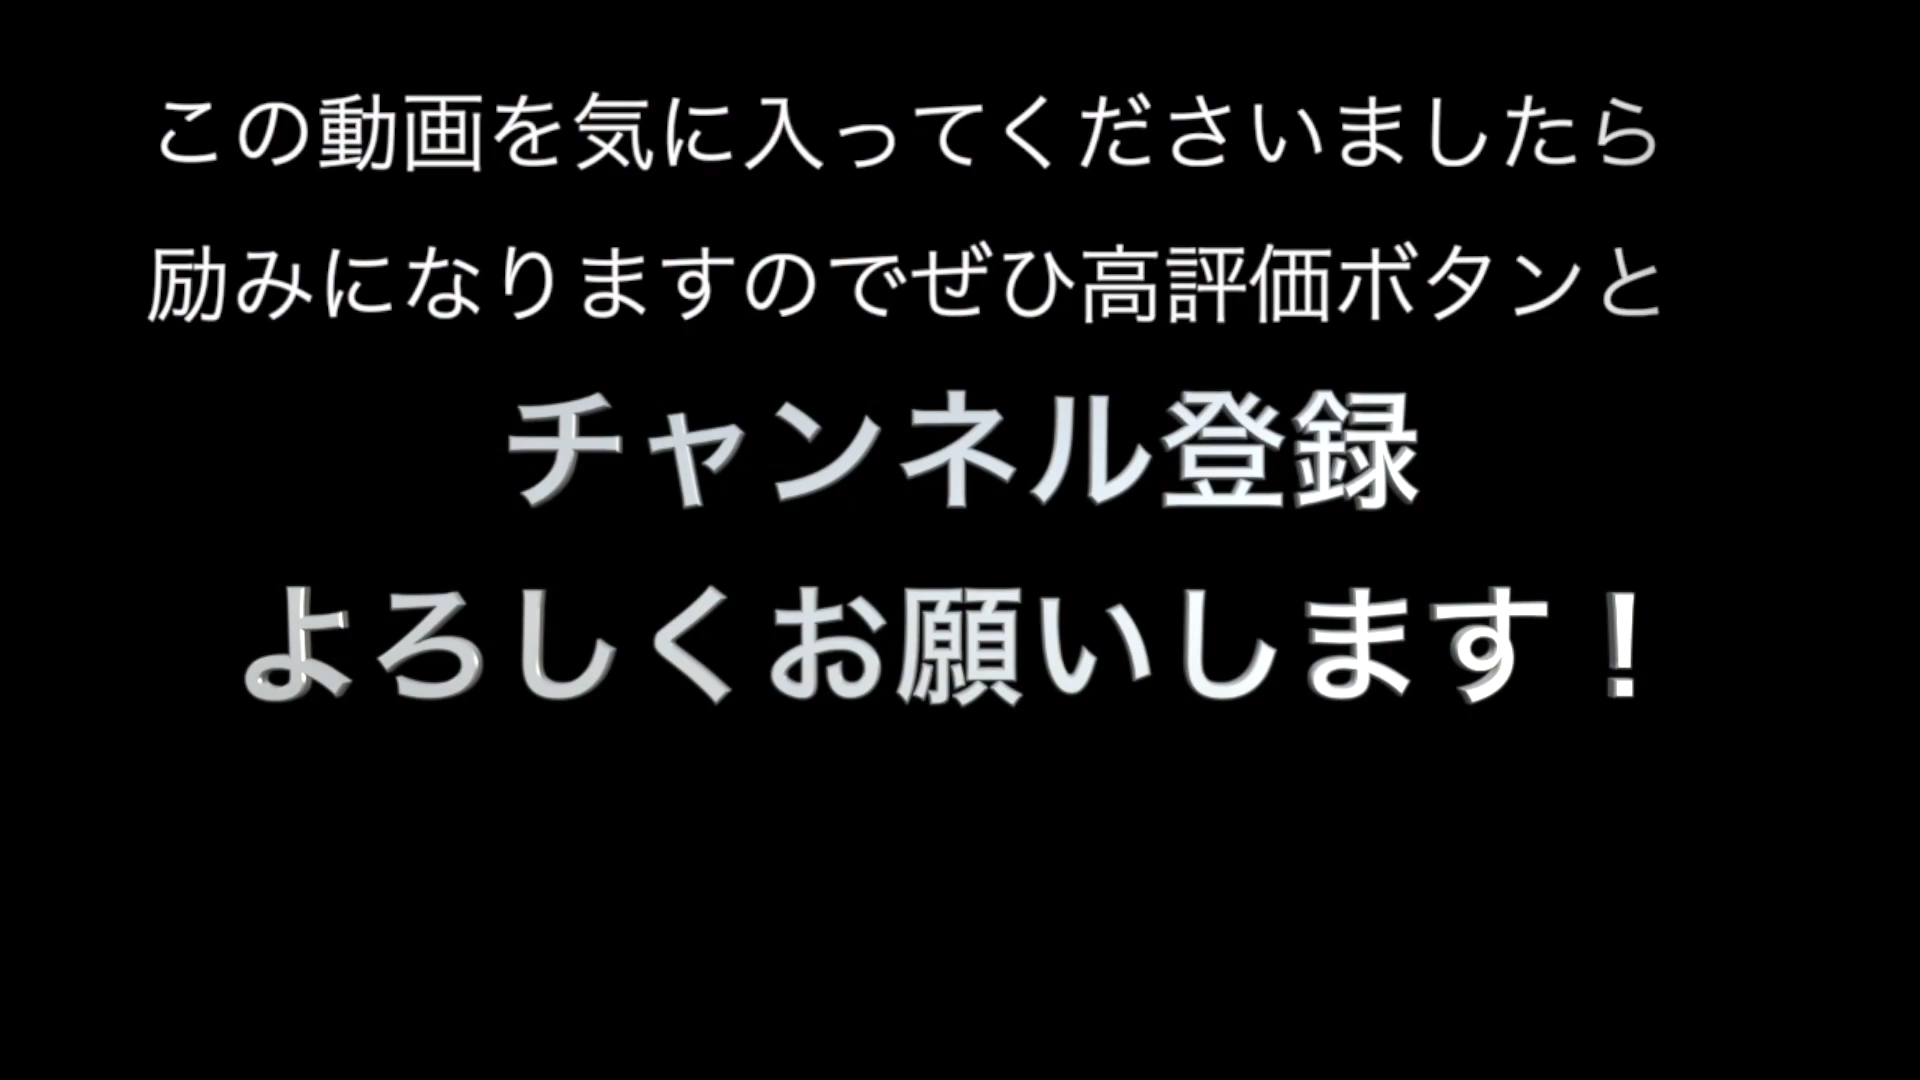 この動画を気に入ってくださいましたら
励みになりますのでぜひ高評価ボタンと
チャンネル登録
よろしくお願いします！